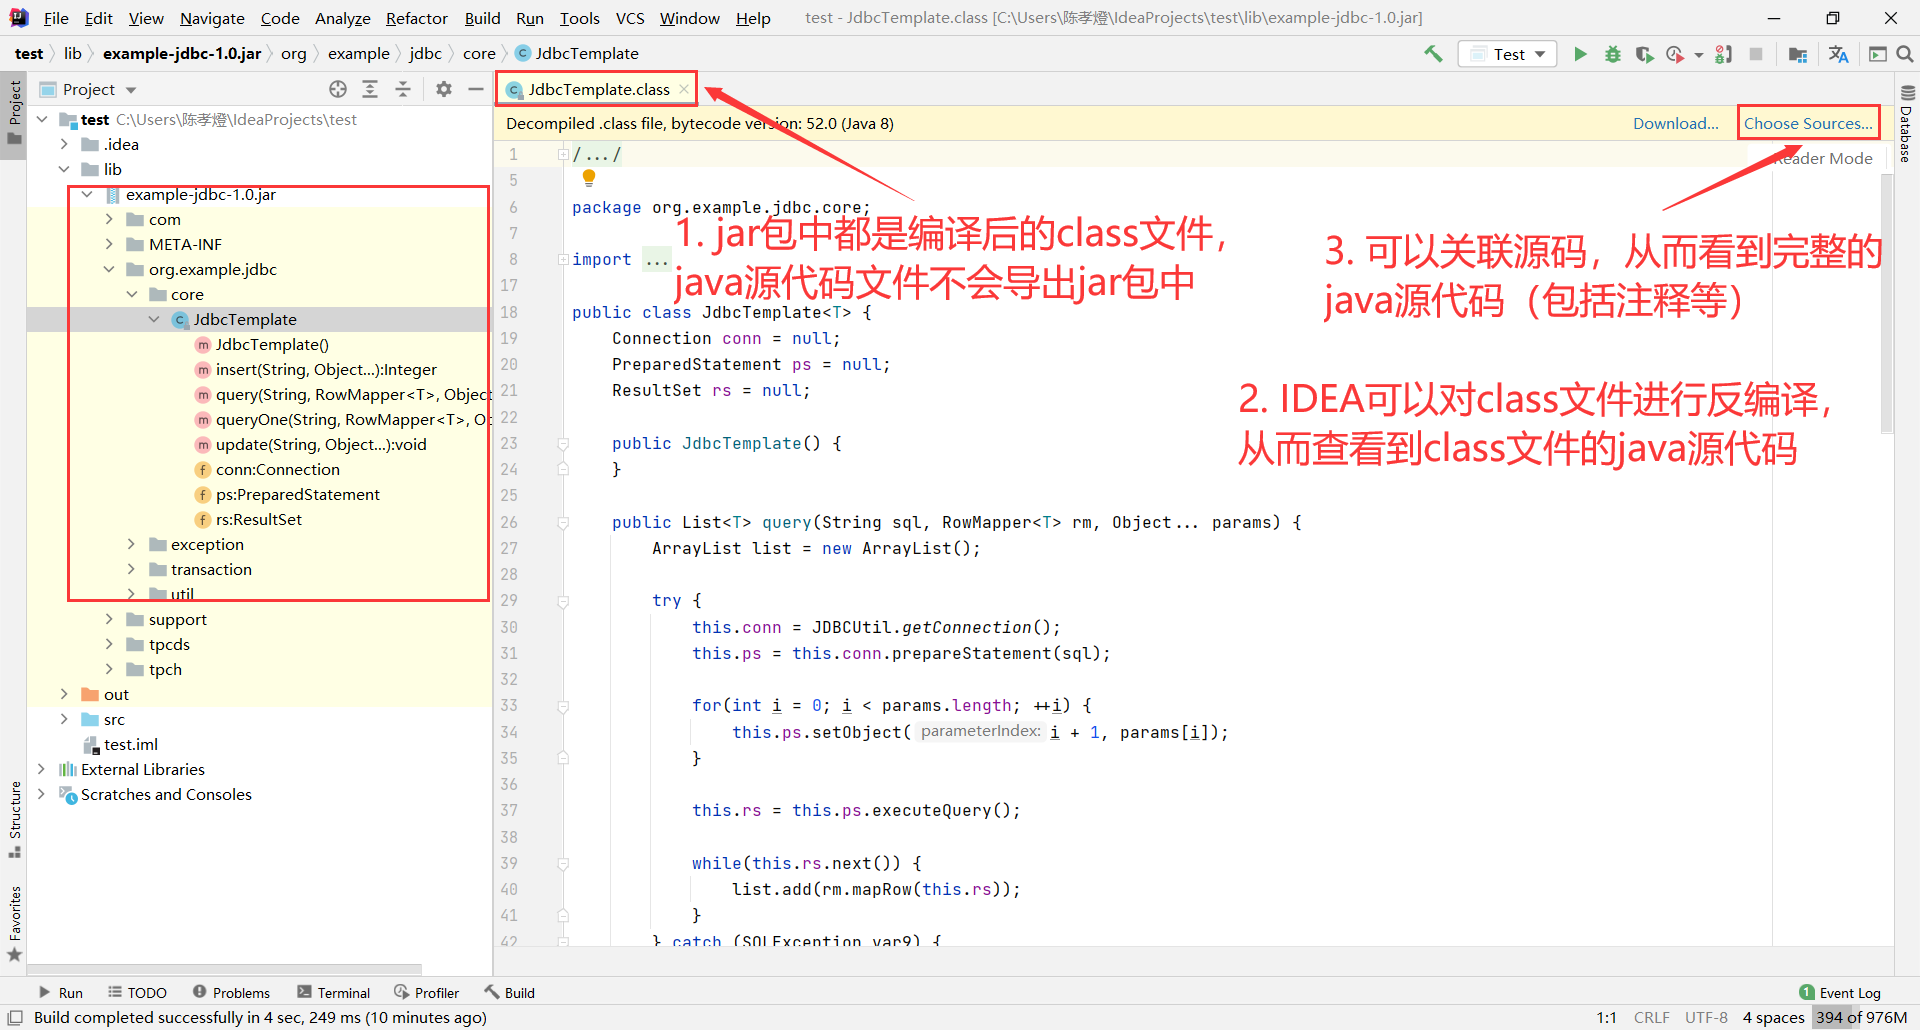 File Edit View Navigate Code Analyze Refactor Build Run Tools VCS Window Help test - JdbcTemplate.class [C:\Users\陈孝燈\IdeaProjects\test\lib\example-jdbc-1.0.jar]
test lib example-jdbc-1.0.jar org example jdbc core JdbcTemplate
Test
Project
Structure
Favorites
Project
test C:\Users\陈孝燈\IdeaProjects\test
.idea
lib
example-jdbc-1.0.jar
com
META-INF
org.example.jdbc
core
JdbcTemplate
JdbcTemplate()
insert(String, Object...):Integer
query(String, RowMapper<T>, Object
queryOne(String, RowMapper<T>, Ob
update(String, Object...):void
conn:Connection
ps:PreparedStatement
rs:ResultSet
exception
transaction
util
support
tpcds
tpch
out
src
test.iml
External Libraries
Scratches and Consoles
JdbcTemplate.class
Decompiled .class file, bytecode version: 52.0 (Java 8) Download... Choose Sources...
Reader Mode
Database
1 /.../
5
6 package org.example.jdbc.core;
7
8 import ...
17
18 public class JdbcTemplate<T> {
19 Connection conn = null;
20 PreparedStatement ps = null;
21 ResultSet rs = null;
22
23 public JdbcTemplate() {
24 }
25
26 public List<T> query(String sql, RowMapper<T> rm, Object... params) {
27 ArrayList list = new ArrayList();
28
29 try {
30 this.conn = JDBCUtil.getConnection();
31 this.ps = this.conn.prepareStatement(sql);
32
33 for(int i = 0; i < params.length; ++i) {
34 this.ps.setObject( parameterIndex: i + 1, params[i]);
35 }
36
37 this.rs = this.ps.executeQuery();
38
39 while(this.rs.next()) {
40 list.add(rm.mapRow(this.rs));
41 }
42 } catch (SQLException var9) {
1. jar包中都是编译后的class文件，
java源代码文件不会导出jar包中
3. 可以关联源码，从而看到完整的
java源代码（包括注释等）
2. IDEA可以对class文件进行反编译，
从而查看到class文件的java源代码
Run TODO Problems Terminal Profiler Build 1 Event Log
Build completed successfully in 4 sec, 249 ms (10 minutes ago) 1:1 CRLF UTF-8 4 spaces 394 of 976M